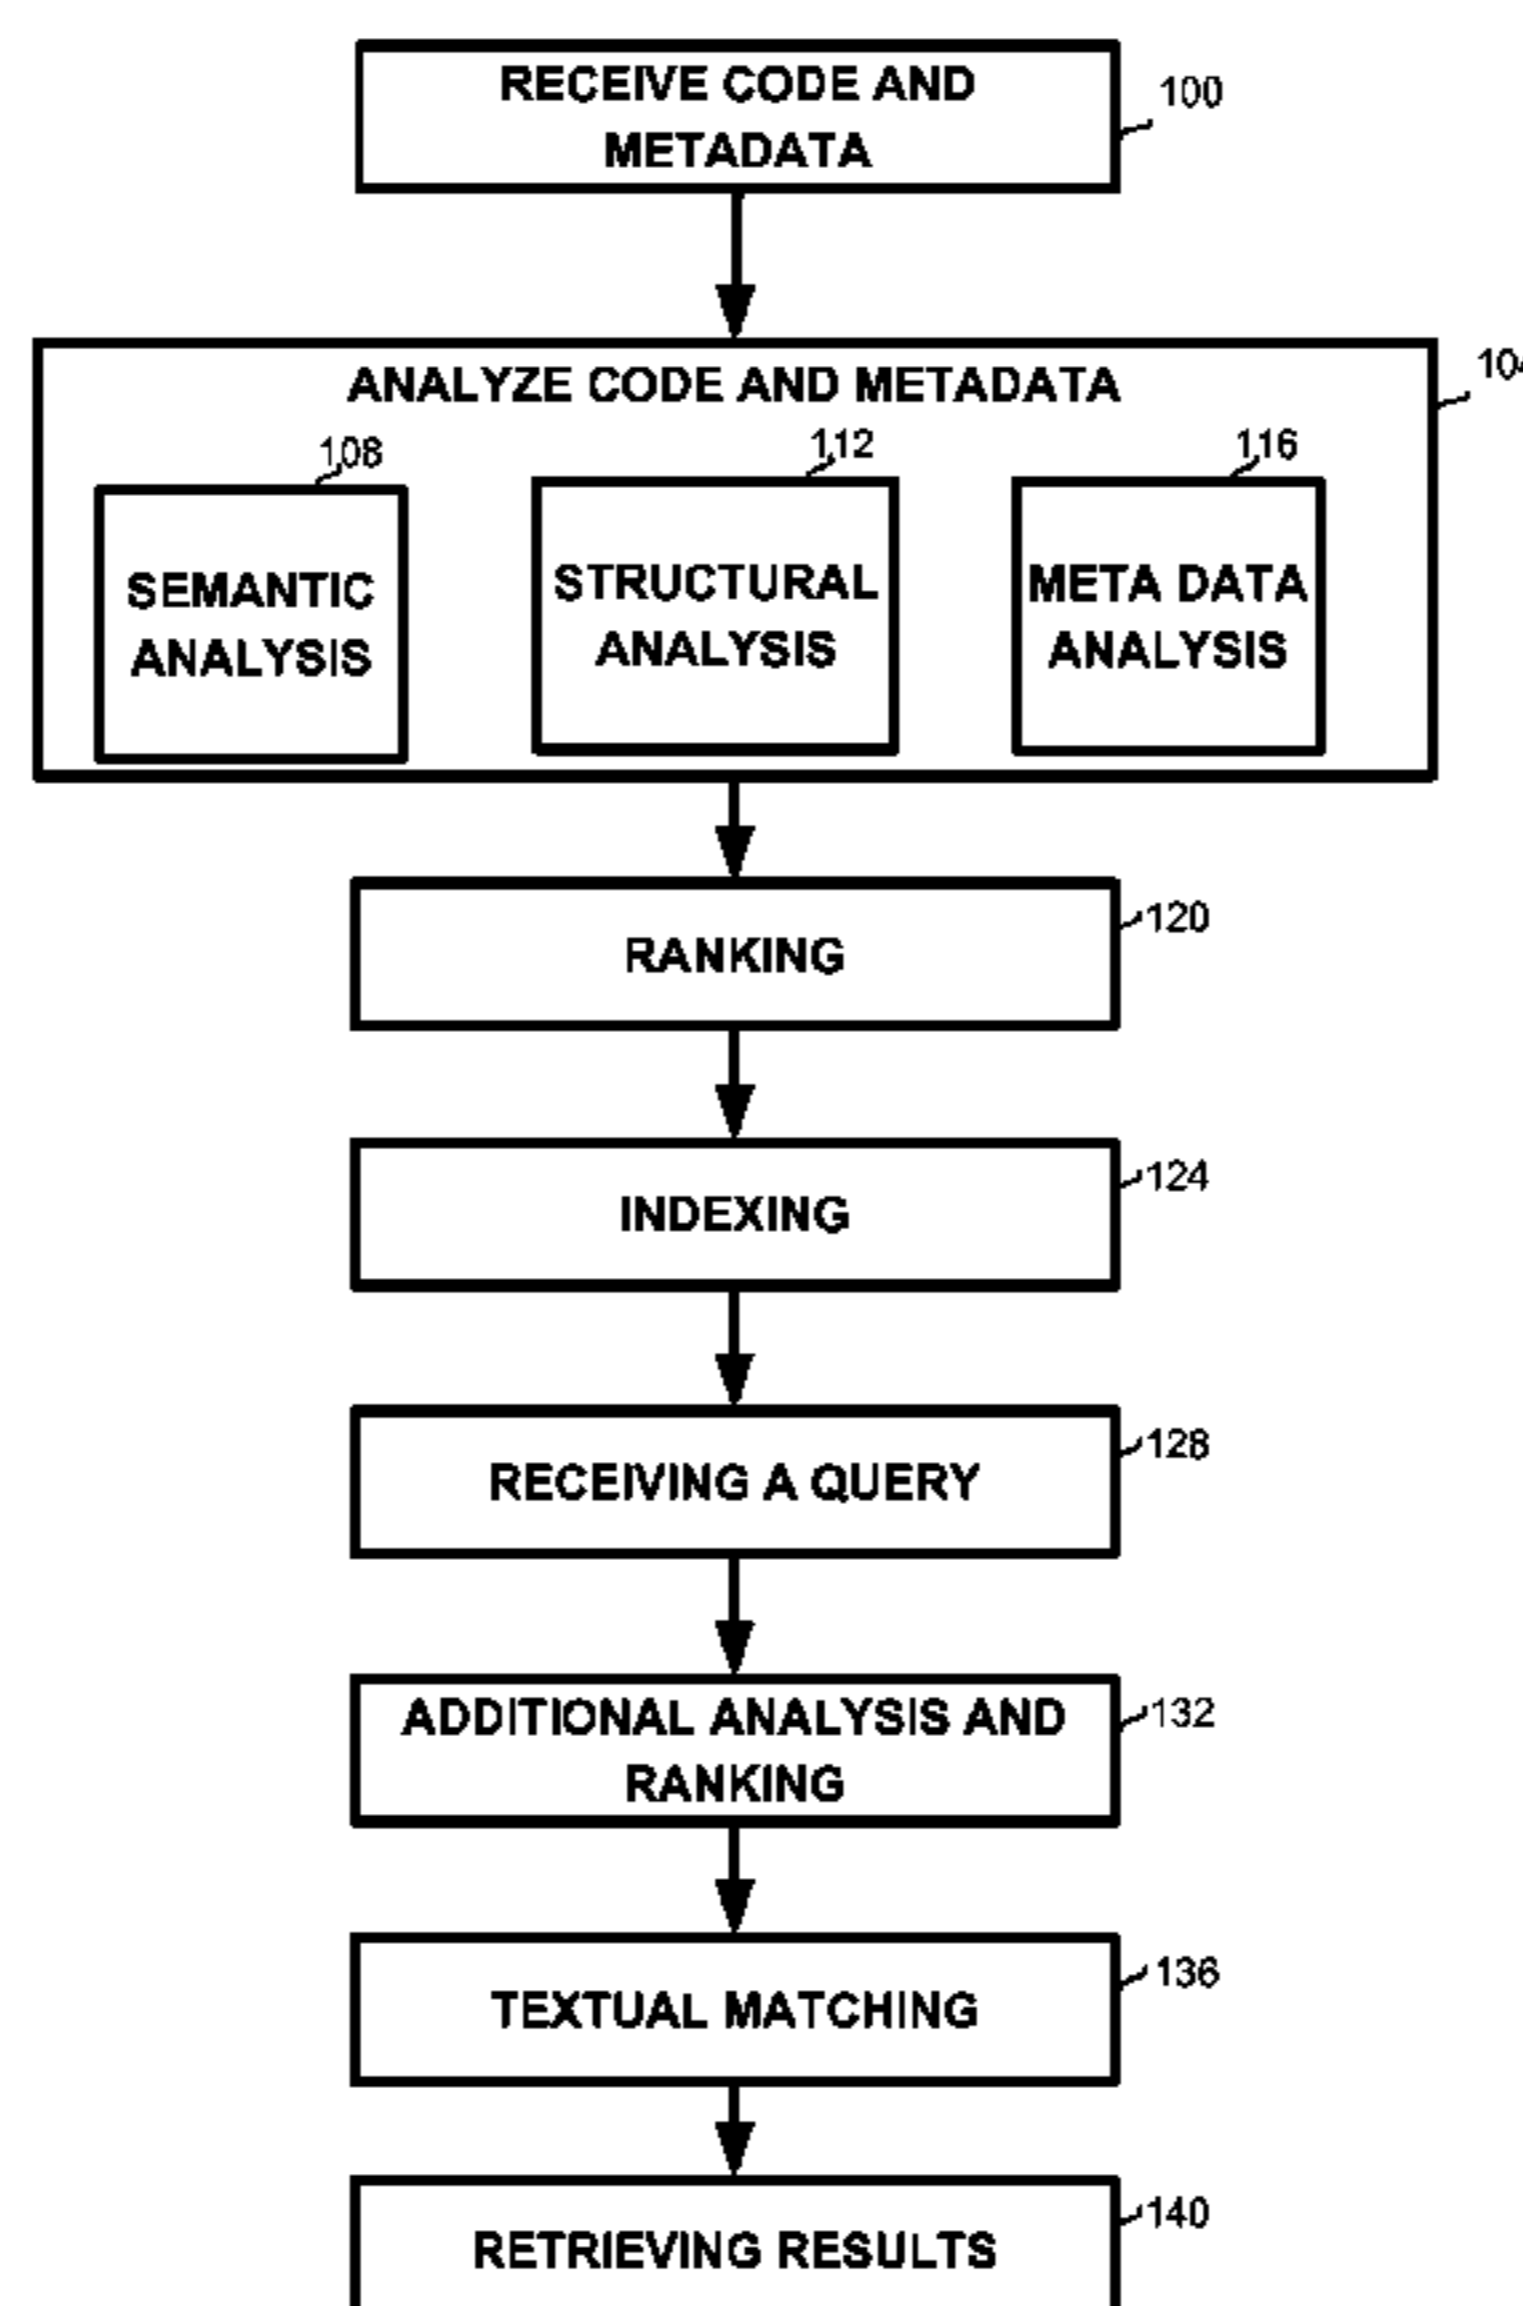 RECEIVE CODE AND
METADATA
100
104
ANALYZE CODE AND METADATA
108
112
116
SEMANTIC
ANALYSIS
STRUCTURAL
ANALYSIS
META DATA
ANALYSIS
RANKING
120
INDEXING
124
RECEIVING A QUERY
128
ADDITIONAL ANALYSIS AND
RANKING
132
TEXTUAL MATCHING
136
RETRIEVING RESULTS
140